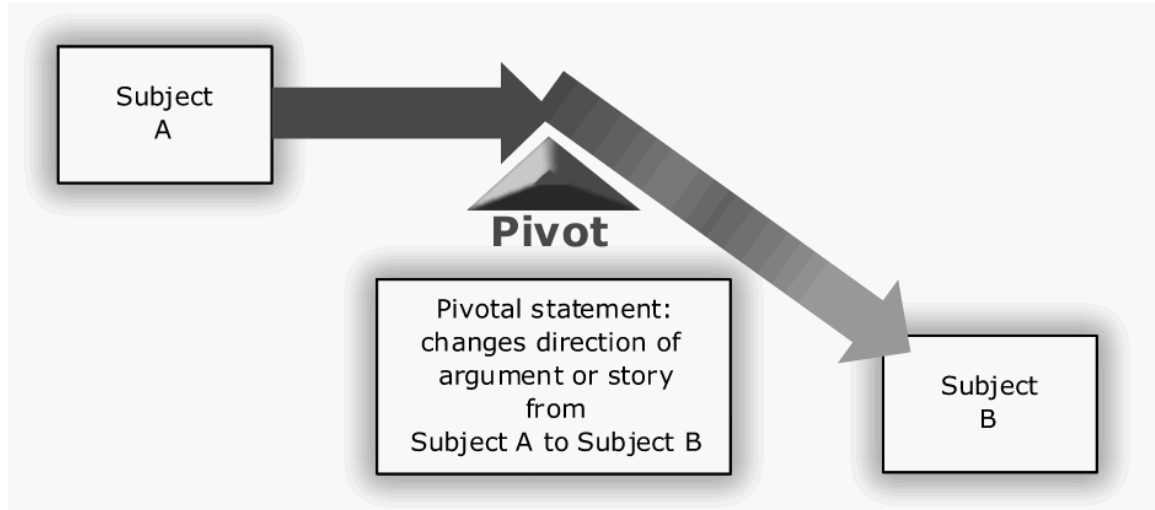 Subject
A
Pivot
Pivotal statement:
changes direction of
argument or story
from
Subject A to Subject B
Subject
B